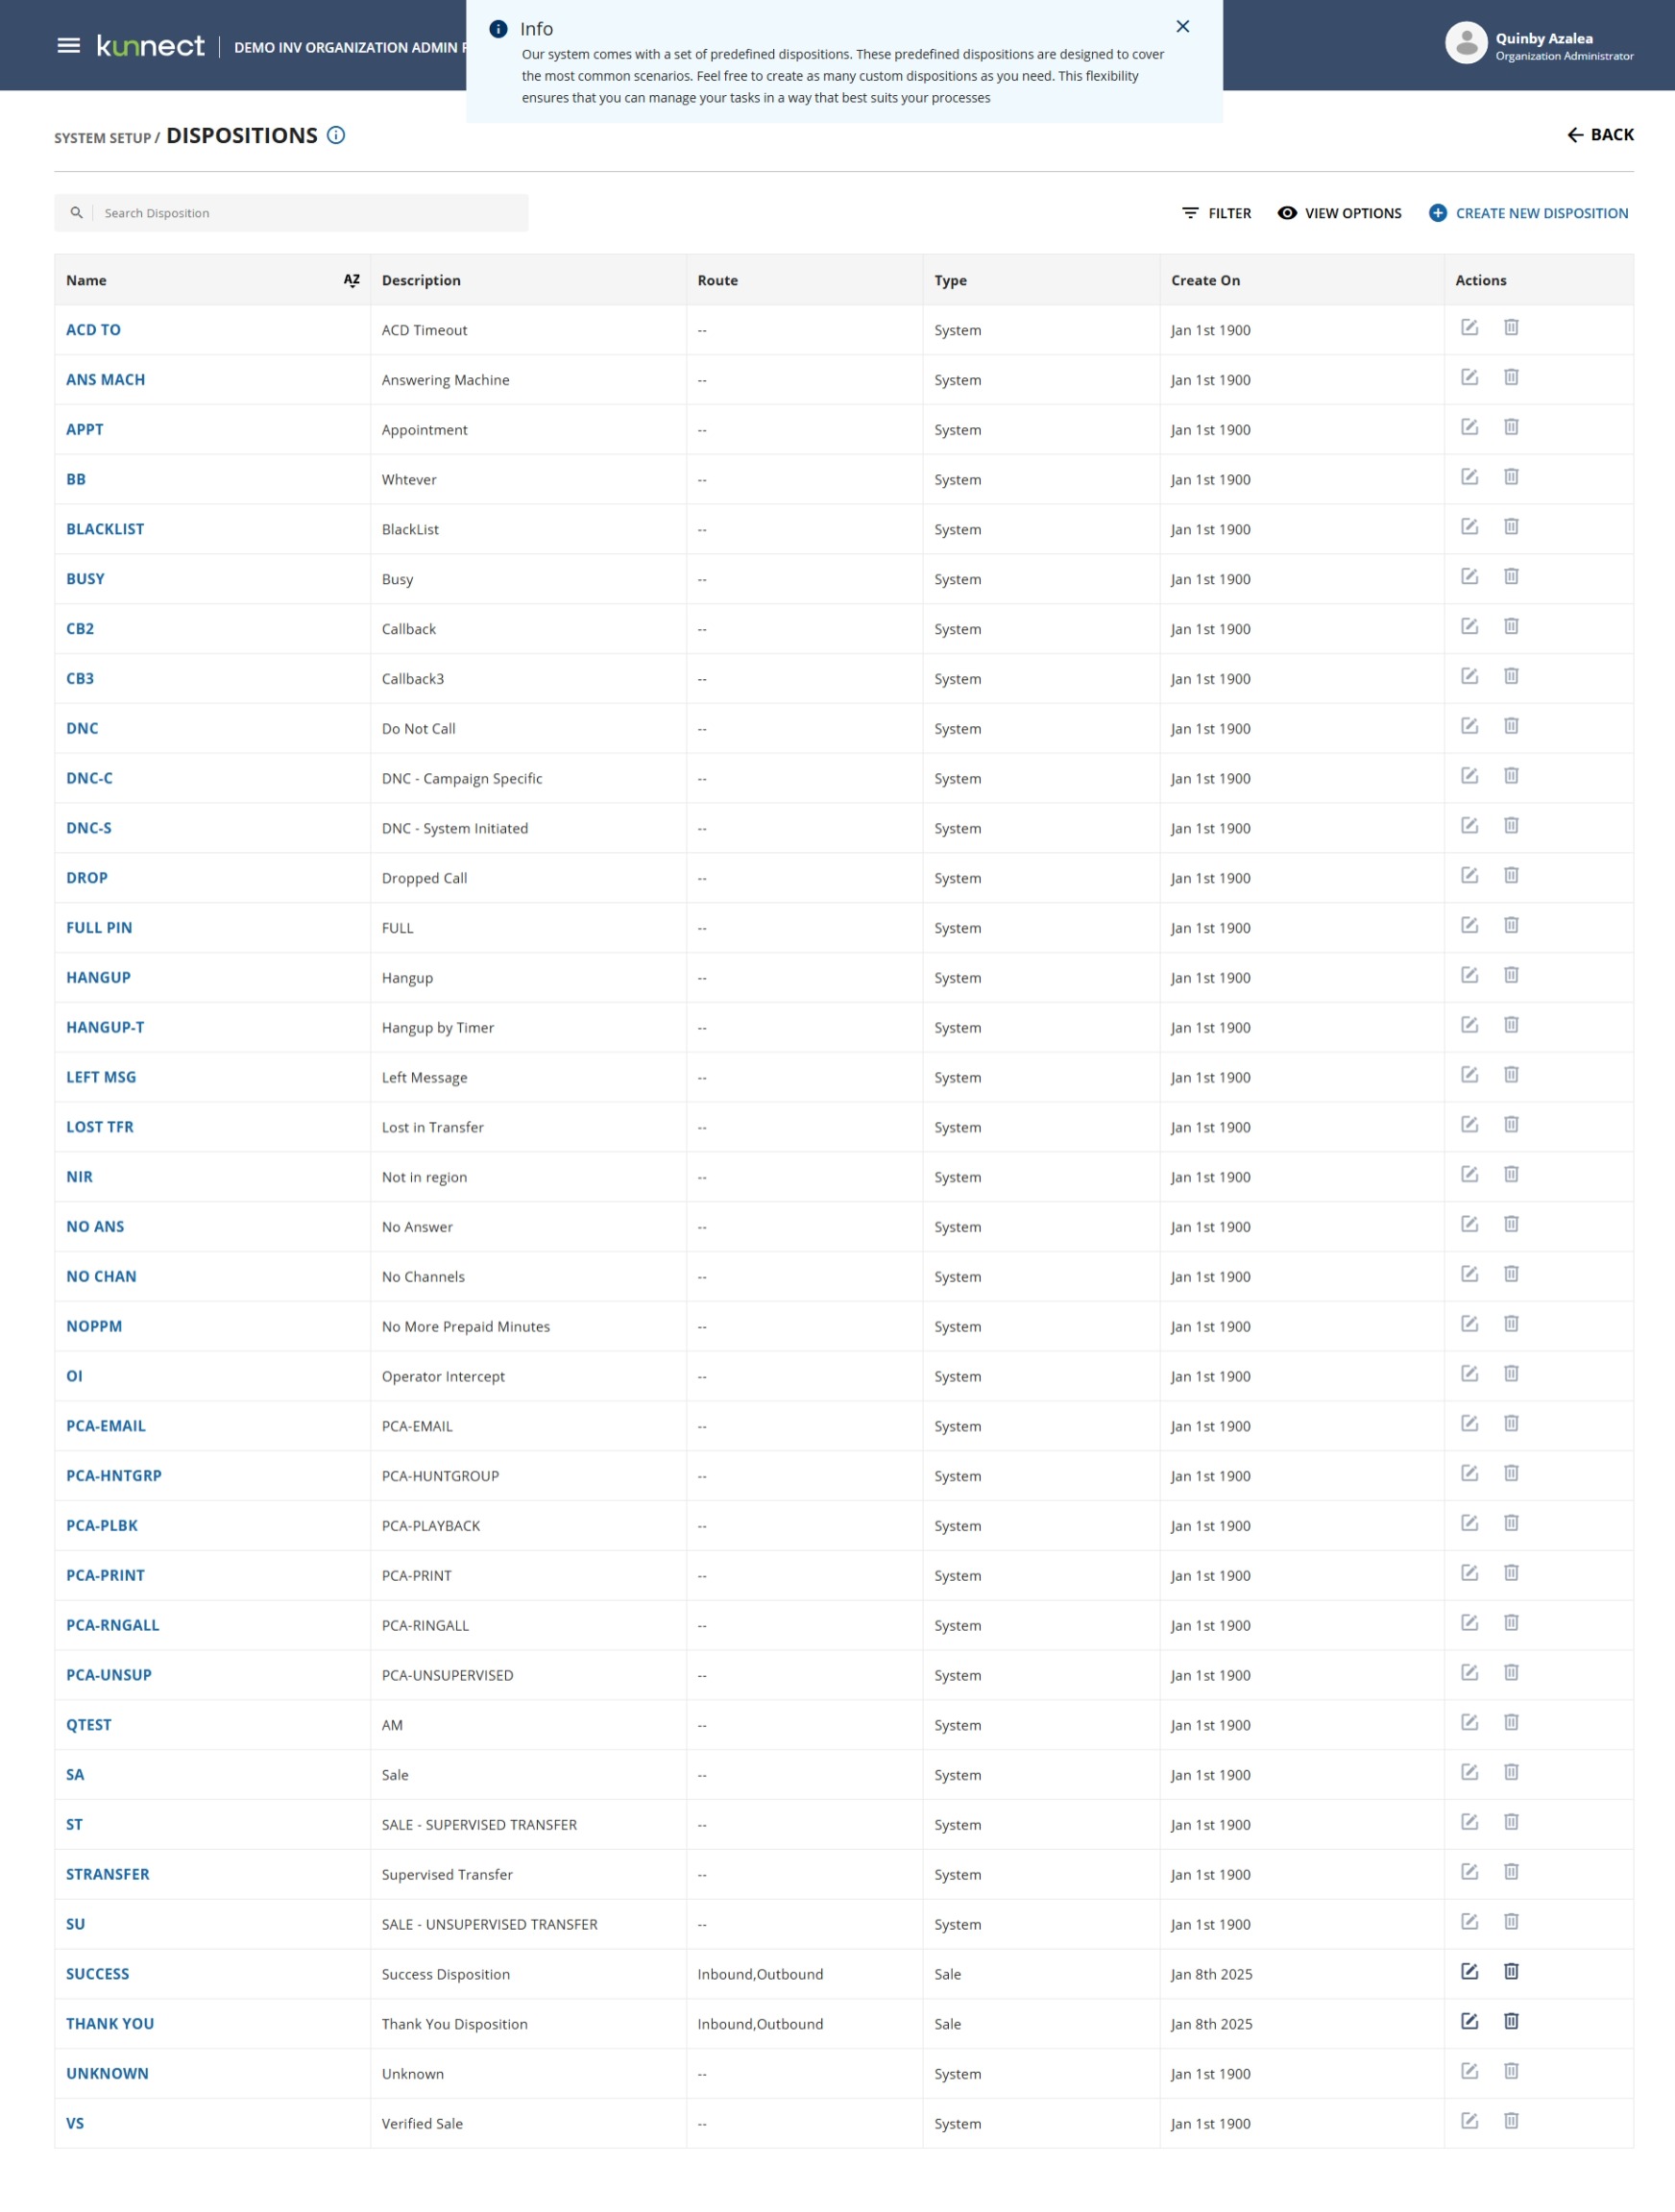 kunnect
DEMO INV ORGANIZATION ADMIN
Info
Our system comes with a set of predefined dispositions. These predefined dispositions are designed to cover
the most common scenarios. Feel free to create as many custom dispositions as you need. This flexibility
ensures that you can manage your tasks in a way that best suits your processes
Quinby Azalea
Organization Administrator
SYSTEM SETUP / DISPOSITIONS
BACK
Search Disposition
FILTER VIEW OPTIONS CREATE NEW DISPOSITION
Name AZ Description Route Type Create On Actions
ACD TO ACD Timeout -- System Jan 1st 1900
ANS MACH Answering Machine -- System Jan 1st 1900
APPT Appointment -- System Jan 1st 1900
BB Whtever -- System Jan 1st 1900
BLACKLIST BlackList -- System Jan 1st 1900
BUSY Busy -- System Jan 1st 1900
CB2 Callback -- System Jan 1st 1900
CB3 Callback3 -- System Jan 1st 1900
DNC Do Not Call -- System Jan 1st 1900
DNC-C DNC - Campaign Specific -- System Jan 1st 1900
DNC-S DNC - System Initiated -- System Jan 1st 1900
DROP Dropped Call -- System Jan 1st 1900
FULL PIN FULL -- System Jan 1st 1900
HANGUP Hangup -- System Jan 1st 1900
HANGUP-T Hangup by Timer -- System Jan 1st 1900
LEFT MSG Left Message -- System Jan 1st 1900
LOST TFR Lost in Transfer -- System Jan 1st 1900
NIR Not in region -- System Jan 1st 1900
NO ANS No Answer -- System Jan 1st 1900
NO CHAN No Channels -- System Jan 1st 1900
NOPPM No More Prepaid Minutes -- System Jan 1st 1900
OI Operator Intercept -- System Jan 1st 1900
PCA-EMAIL PCA-EMAIL -- System Jan 1st 1900
PCA-HNTGRP PCA-HUNTGROUP -- System Jan 1st 1900
PCA-PLBK PCA-PLAYBACK -- System Jan 1st 1900
PCA-PRINT PCA-PRINT -- System Jan 1st 1900
PCA-RNGALL PCA-RINGALL -- System Jan 1st 1900
PCA-UNSUP PCA-UNSUPERVISED -- System Jan 1st 1900
QTEST AM -- System Jan 1st 1900
SA Sale -- System Jan 1st 1900
ST SALE - SUPERVISED TRANSFER -- System Jan 1st 1900
STRANSFER Supervised Transfer -- System Jan 1st 1900
SU SALE - UNSUPERVISED TRANSFER -- System Jan 1st 1900
SUCCESS Success Disposition Inbound,Outbound Sale Jan 8th 2025
THANK YOU Thank You Disposition Inbound,Outbound Sale Jan 8th 2025
UNKNOWN Unknown -- System Jan 1st 1900
VS Verified Sale -- System Jan 1st 1900